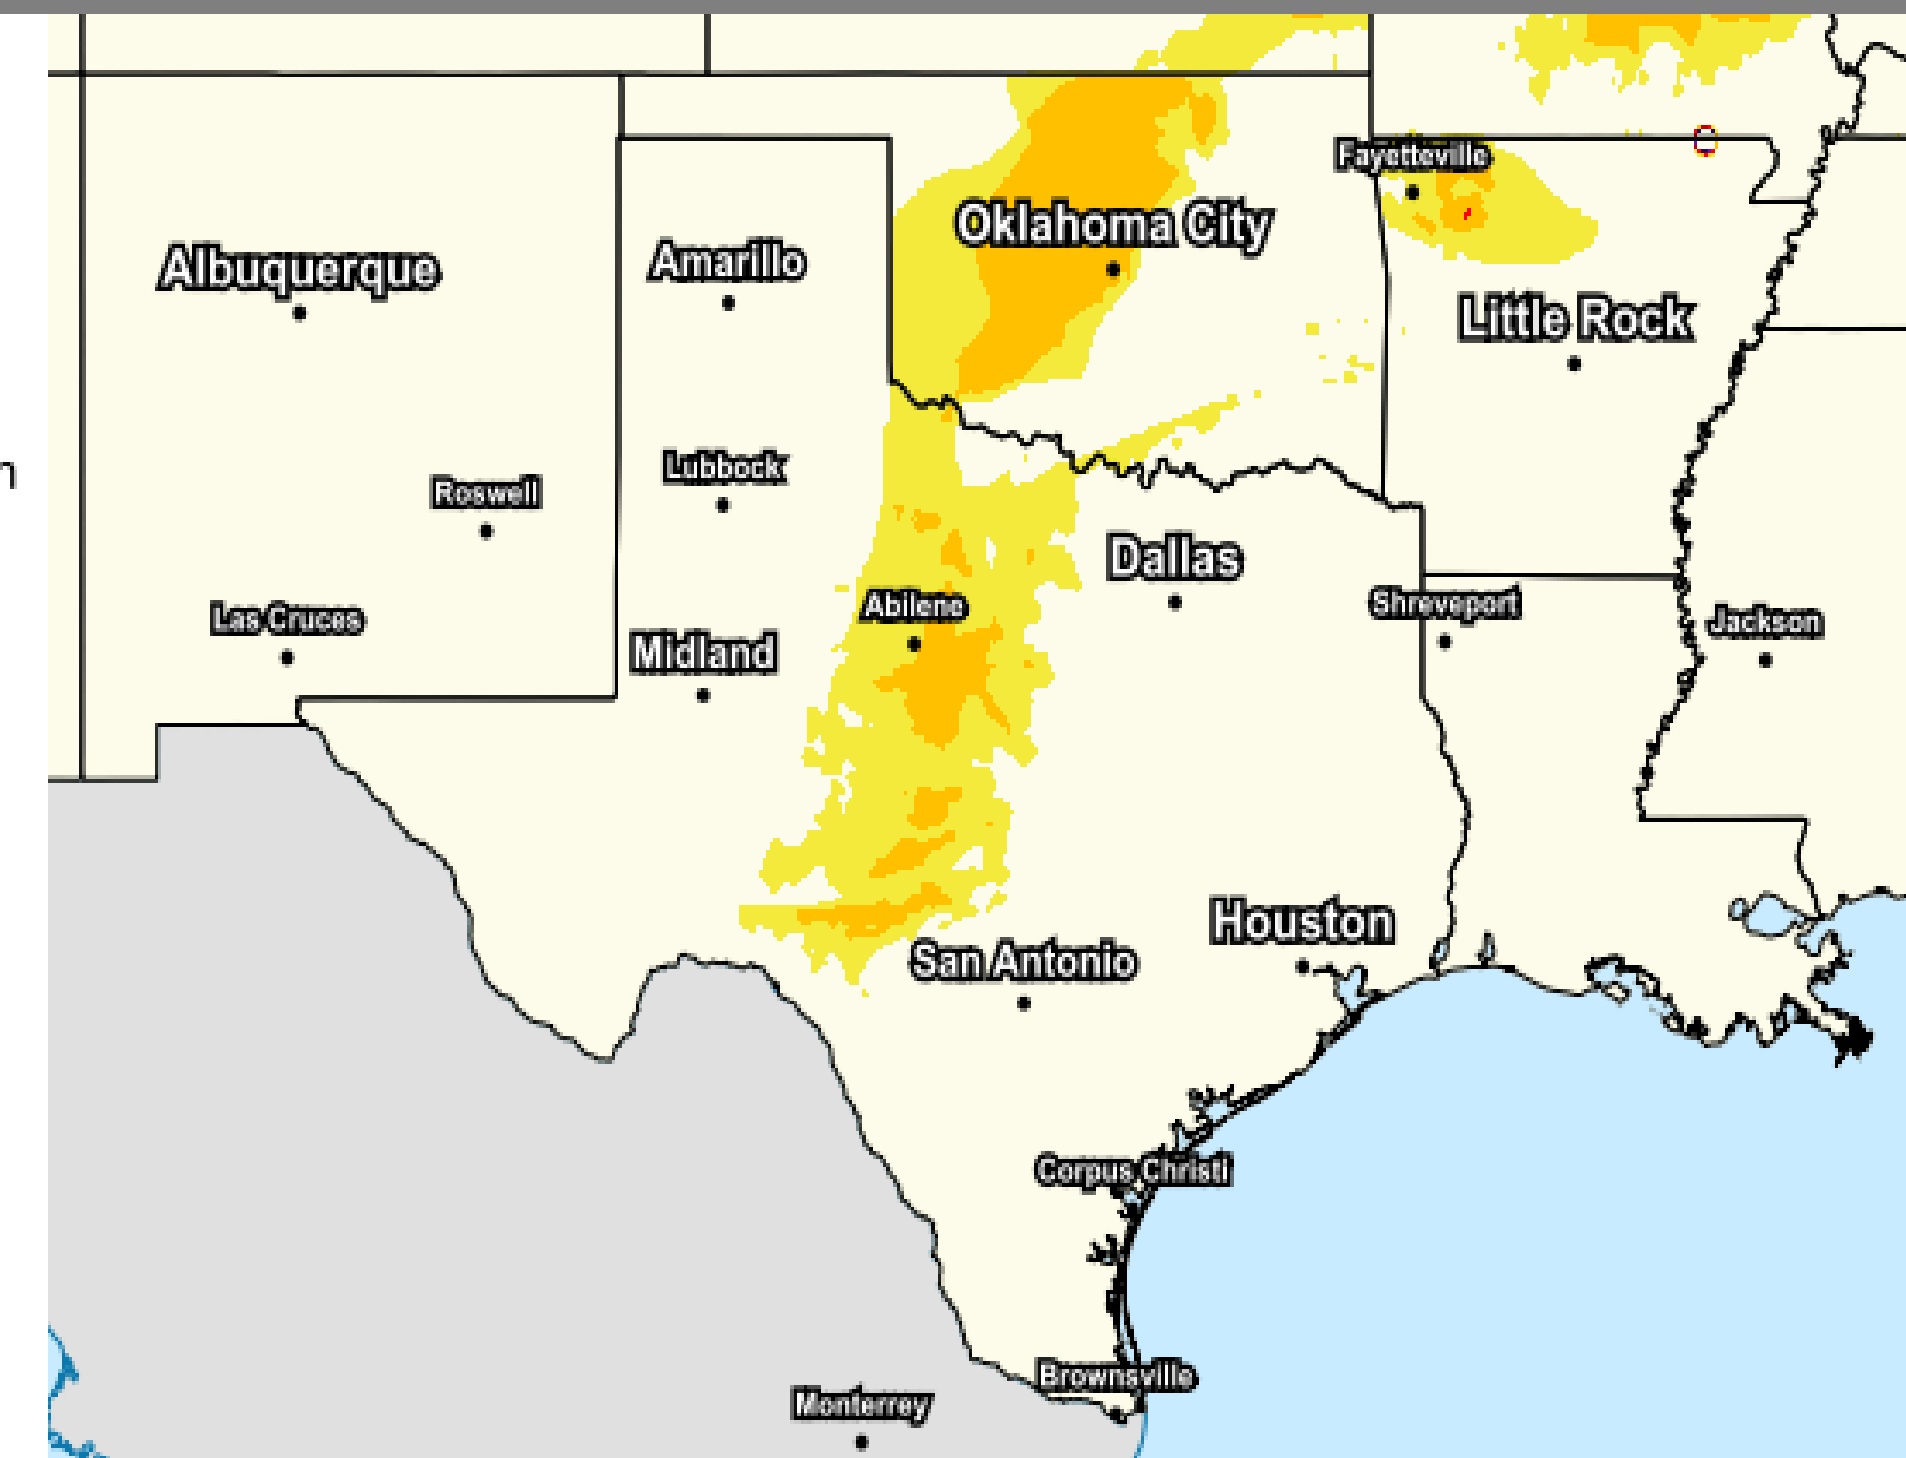 Fayetteville
Oklahoma City
Albuquerque
Amarillo
Little Rock
Lubbock
n
Roswell
Dallas
Abilene
Shreveport
Las Cruces
Jackson
Midland
Houston
San Antonio
Corpus Christi
Brownsville
Monterrey